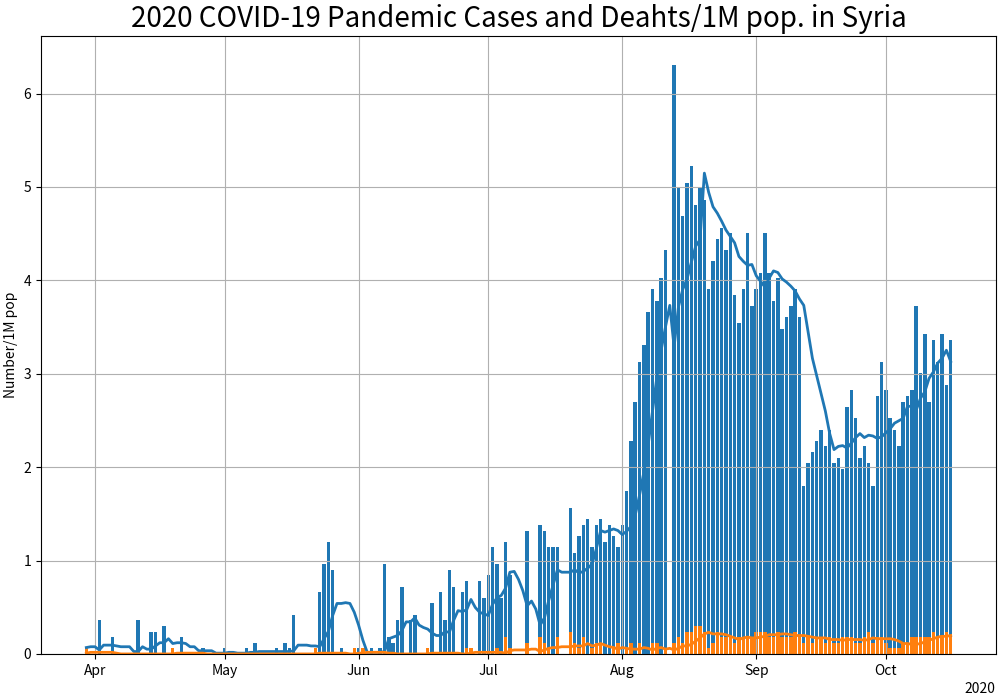 2020 COVID-19 Pandemic Cases and Deahts/1M pop. in Syria
Number/1M pop
6
5
4
3
2
1
0
Apr May Jun Jul Aug Sep Oct
2020